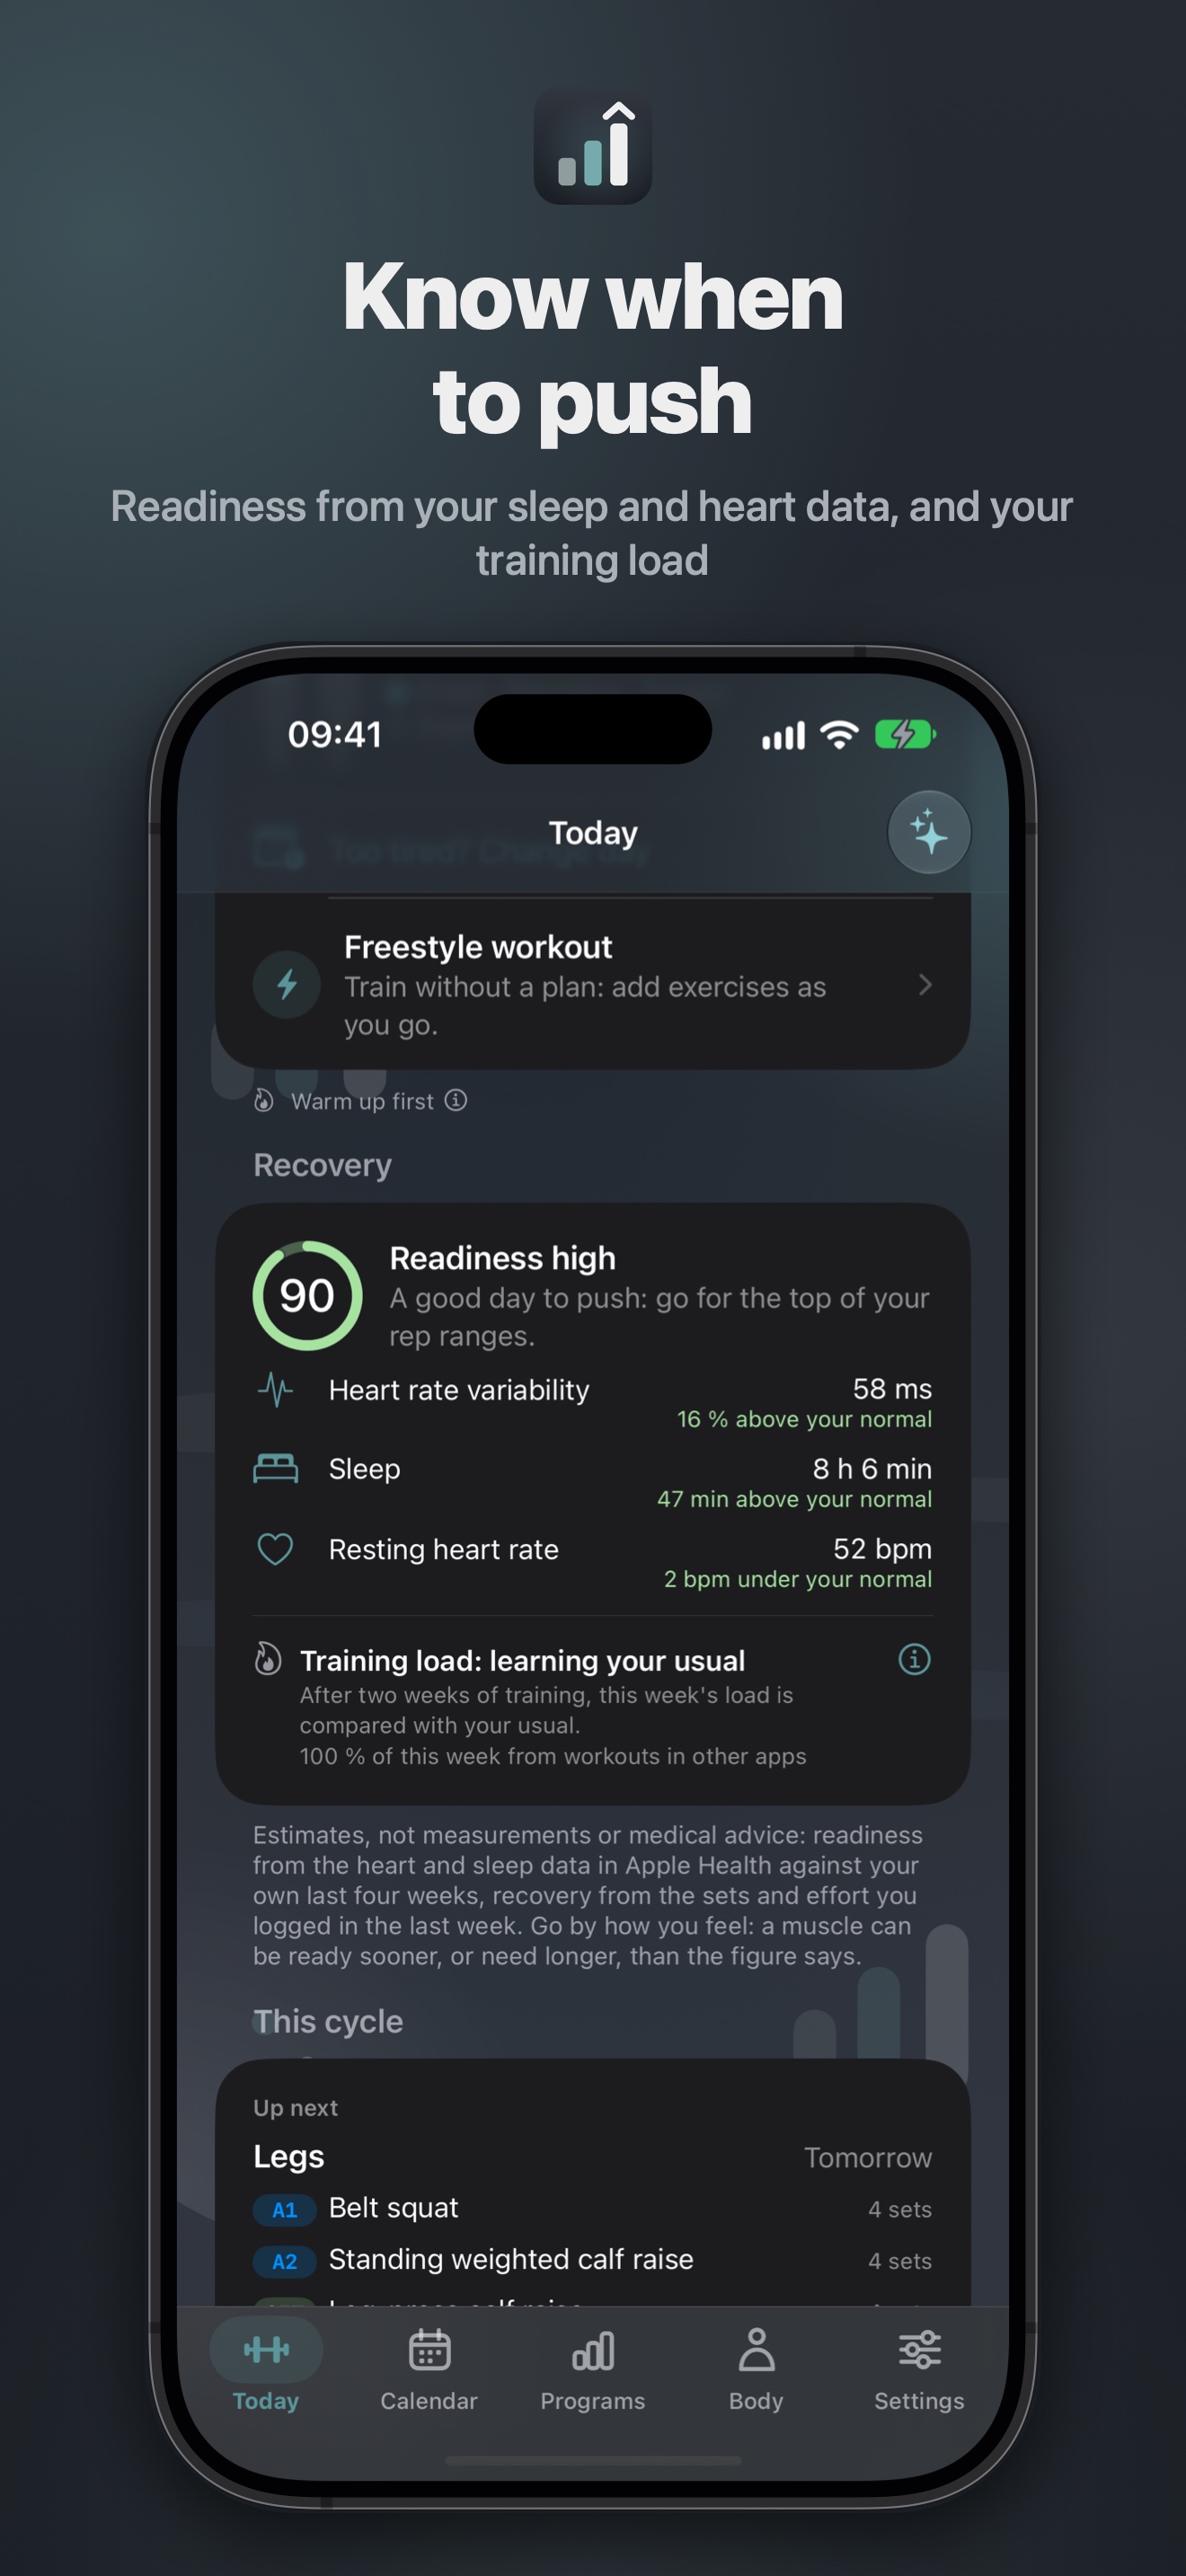 Know when
to push
Readiness from your sleep and heart data, and your
training load
09:41
Today
Too tired? Change day
Freestyle workout
Train without a plan: add exercises as
you go.
Warm up first
Recovery
90
Readiness high
A good day to push: go for the top of your
rep ranges.
Heart rate variability
58 ms
16 % above your normal
Sleep
8 h 6 min
47 min above your normal
Resting heart rate
52 bpm
2 bpm under your normal
Training load: learning your usual
After two weeks of training, this week's load is
compared with your usual.
100 % of this week from workouts in other apps
Estimates, not measurements or medical advice: readiness
from the heart and sleep data in Apple Health against your
own last four weeks, recovery from the sets and effort you
logged in the last week. Go by how you feel: a muscle can
be ready sooner, or need longer, than the figure says.
This cycle
Up next
Legs
Tomorrow
A1 Belt squat
4 sets
A2 Standing weighted calf raise
4 sets
Today
Calendar
Programs
Body
Settings